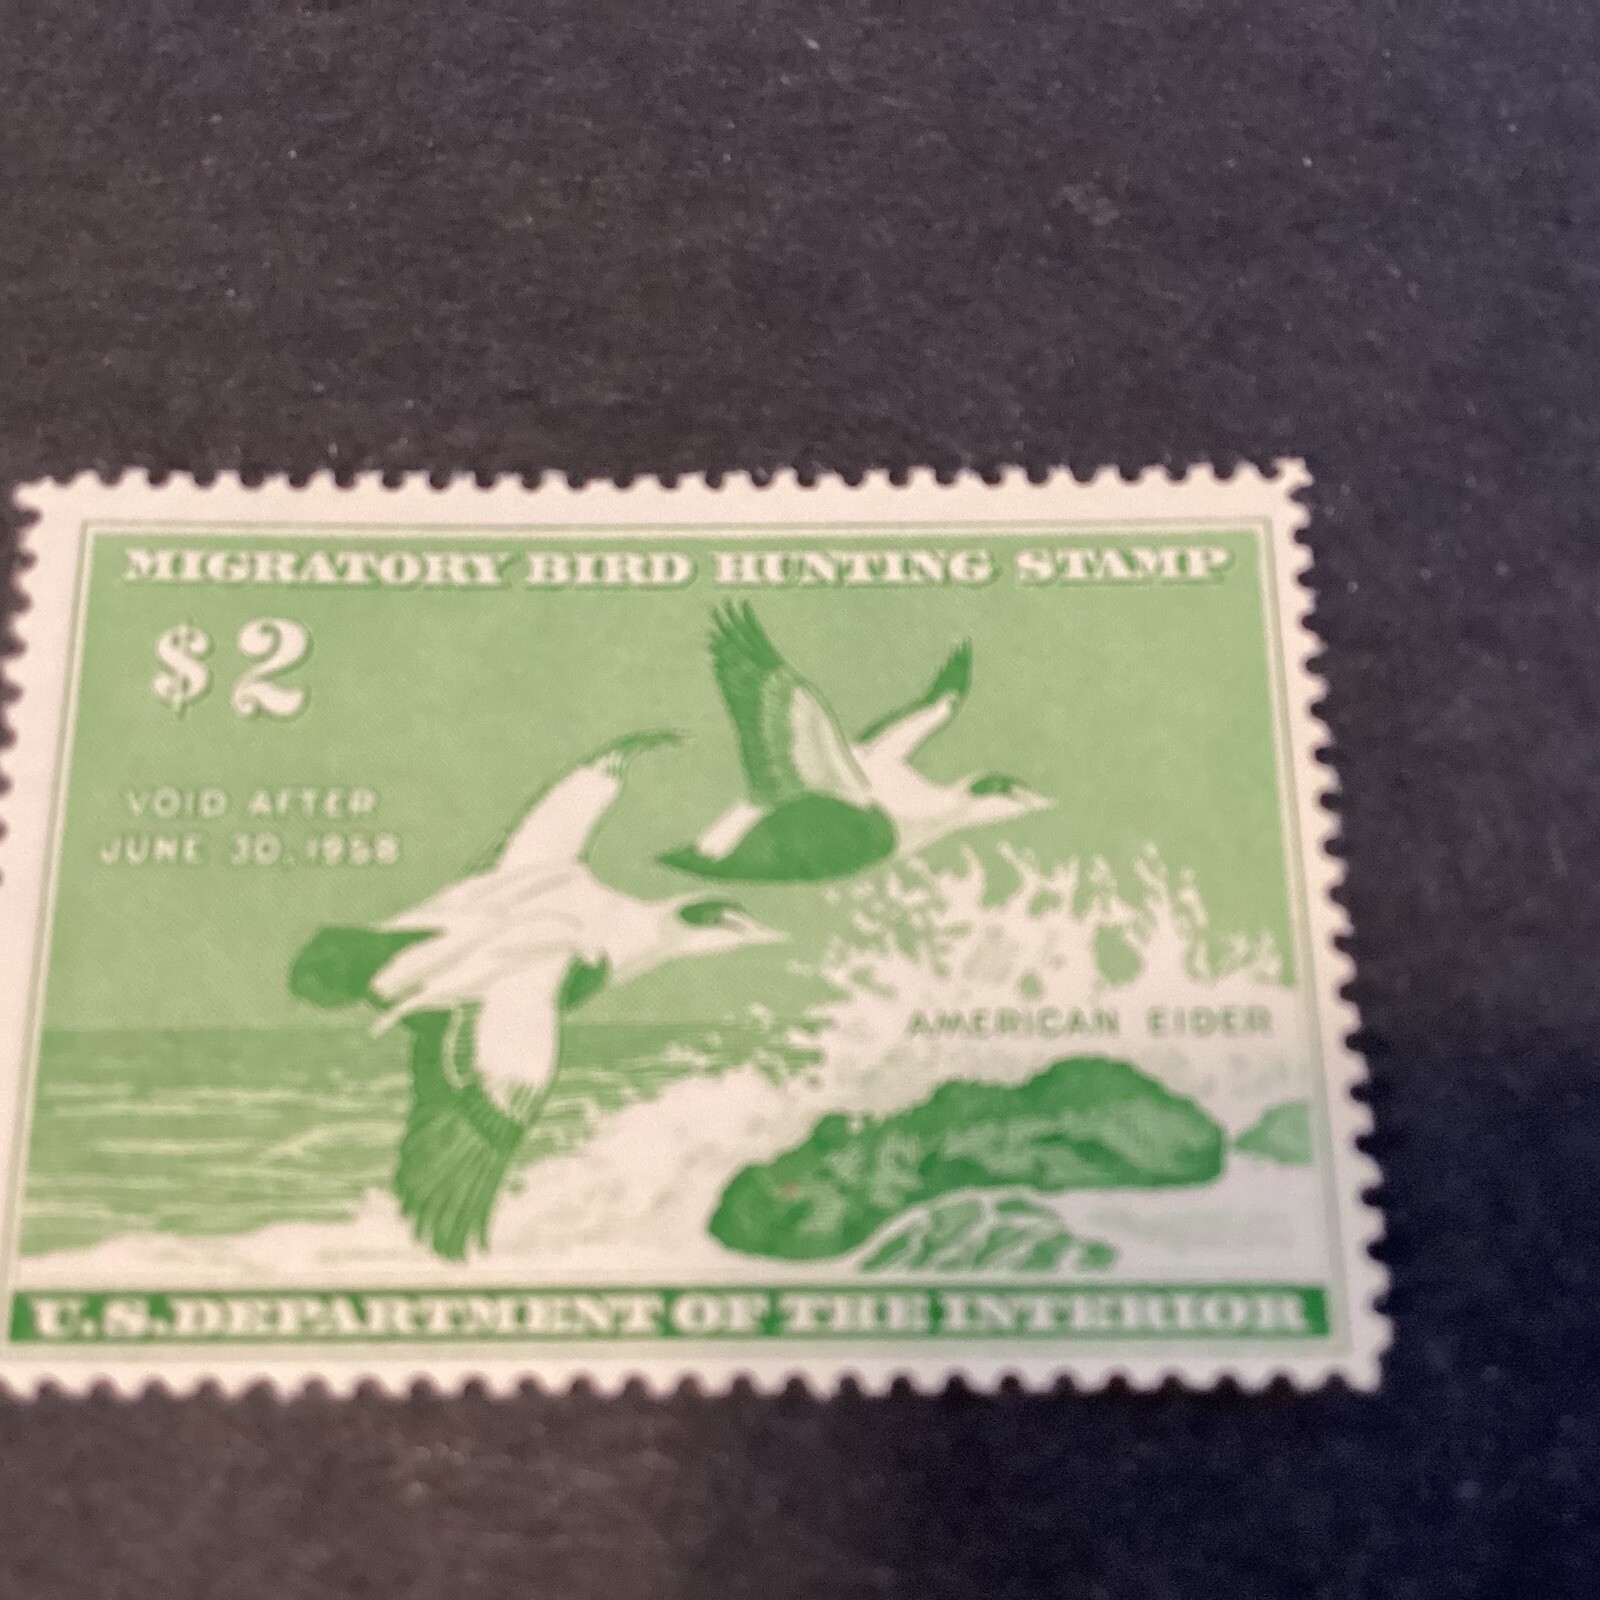 MIGRATORY BIRD HUNTING STAMP
$2
VOID AFTER
JUNE 30, 1958
AMERICAN EIDER
U.S. DEPARTMENT OF THE INTERIOR